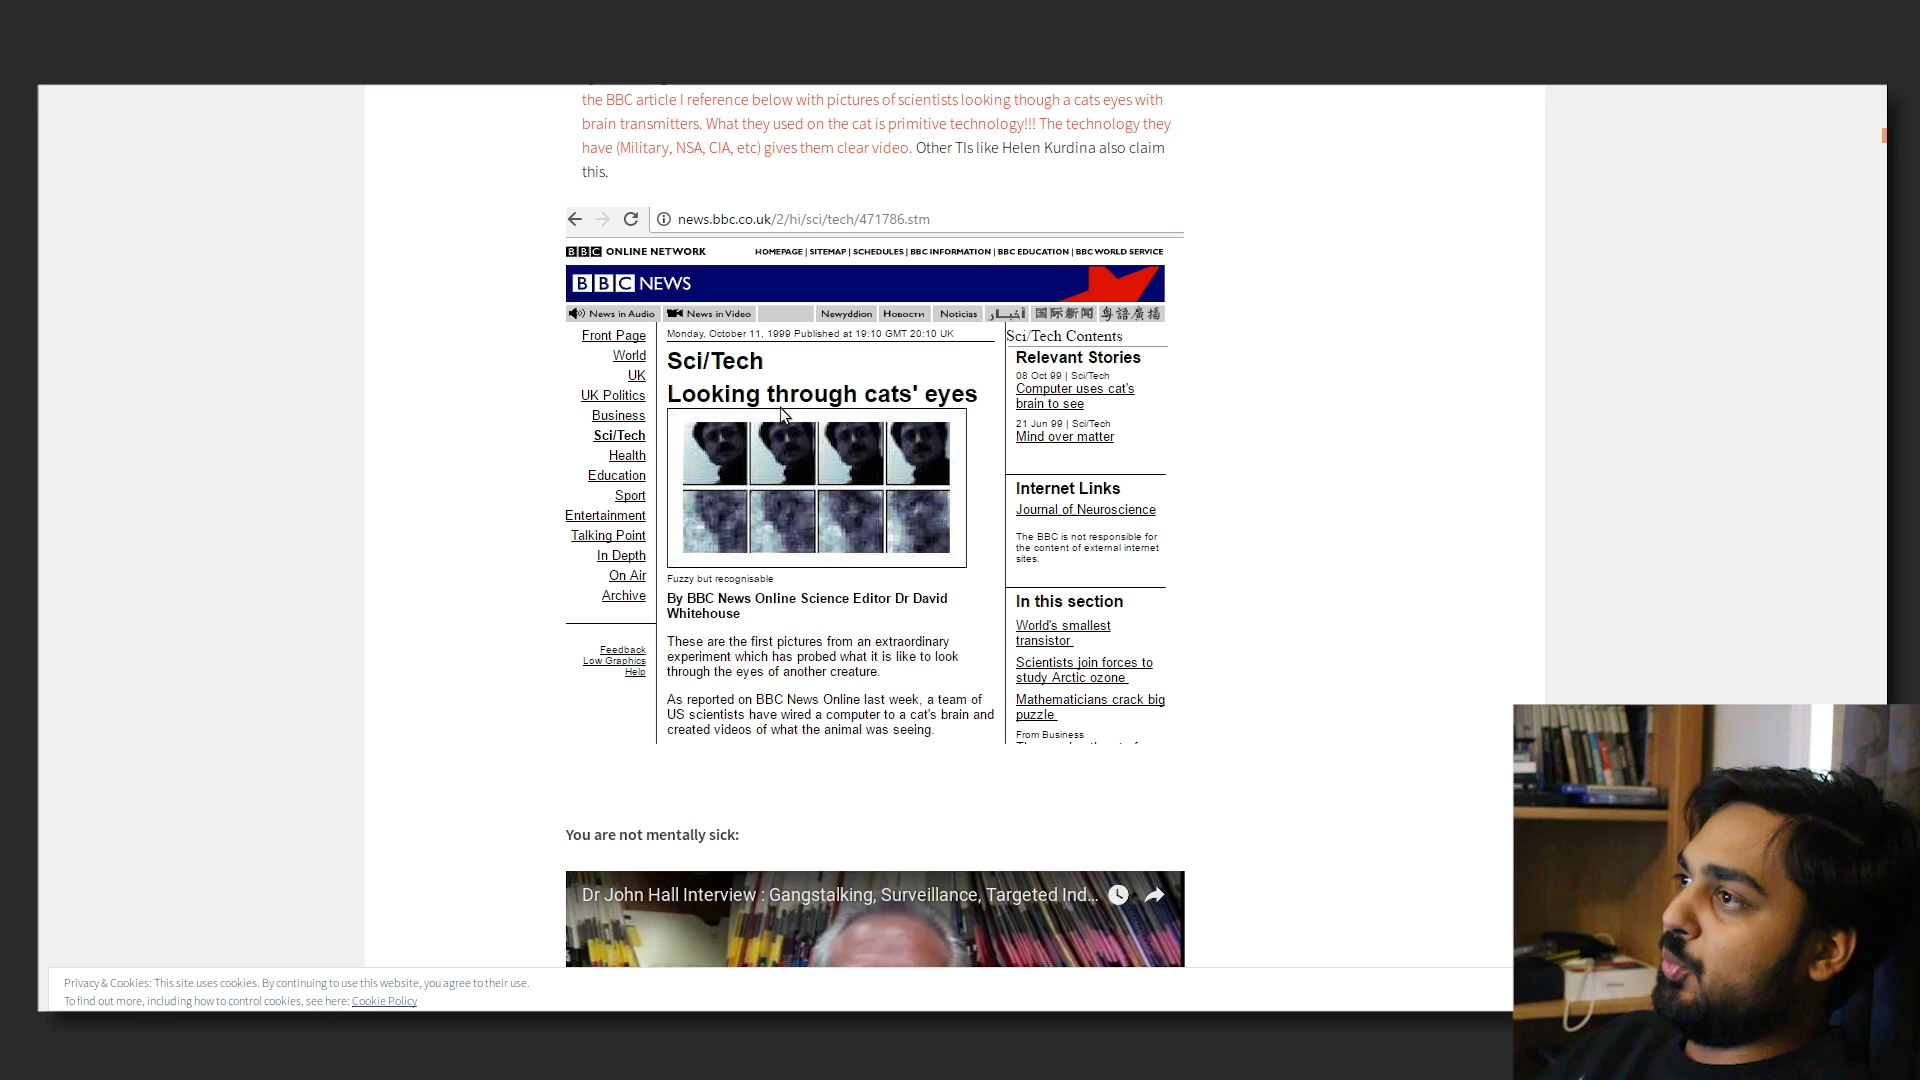 the BBC article I reference below with pictures of scientists looking though a cats eyes with
brain transmitters. What they used on the cat is primitive technology!!! The technology they
have (Military, NSA, CIA, etc) gives them clear video. Other TIs like Helen Kurdina also claim
this.
news.bbc.co.uk/2/hi/sci/tech/471786.stm
BBC ONLINE NETWORK
HOMEPAGE | SITEMAP | SCHEDULES | BBC INFORMATION | BBC EDUCATION | BBC WORLD SERVICE
BBC NEWS
News in Audio News in Video Newyddion Новости Noticias أخبار 国际新闻 粵語廣播
Front Page
World
UK
UK Politics
Business
Sci/Tech
Health
Education
Sport
Entertainment
Talking Point
In Depth
On Air
Archive
Feedback
Low Graphics
Help
Monday, October 11, 1999 Published at 19:10 GMT 20:10 UK
Sci/Tech
Looking through cats' eyes
Fuzzy but recognisable
By BBC News Online Science Editor Dr David
Whitehouse
These are the first pictures from an extraordinary
experiment which has probed what it is like to look
through the eyes of another creature.
As reported on BBC News Online last week, a team of
US scientists have wired a computer to a cat's brain and
created videos of what the animal was seeing.
Sci/Tech Contents
Relevant Stories
08 Oct 99 | Sci/Tech
Computer uses cat's
brain to see
21 Jun 99 | Sci/Tech
Mind over matter
Internet Links
Journal of Neuroscience
The BBC is not responsible for
the content of external internet
sites.
In this section
World's smallest
transistor
Scientists join forces to
study Arctic ozone
Mathematicians crack big
puzzle
From Business
You are not mentally sick:
Dr John Hall Interview : Gangstalking, Surveillance, Targeted Ind...
Privacy & Cookies: This site uses cookies. By continuing to use this website, you agree to their use.
To find out more, including how to control cookies, see here: Cookie Policy